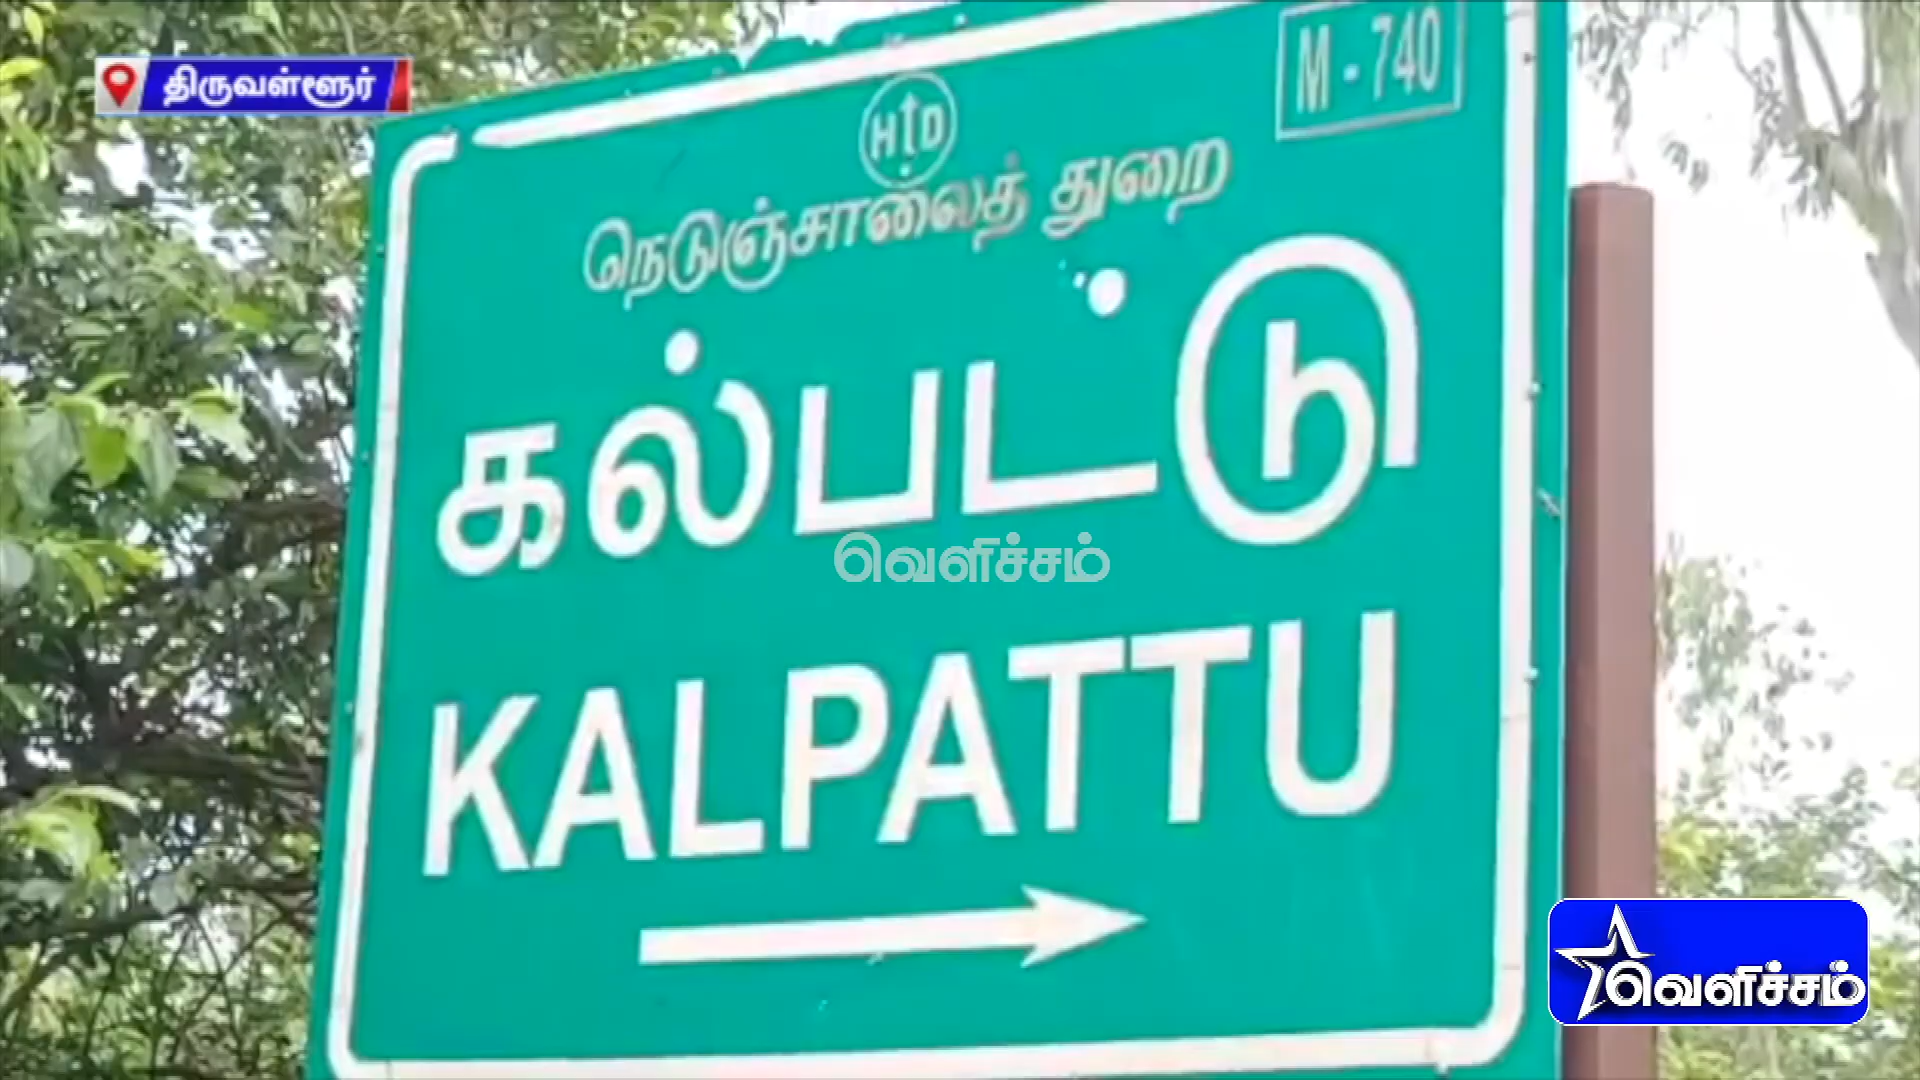 திருவள்ளூர்
M - 740
H D
நெடுஞ்சாலைத் துறை
கல்பட்டு
வெளிச்சம்
KALPATTU
வெளிச்சம்